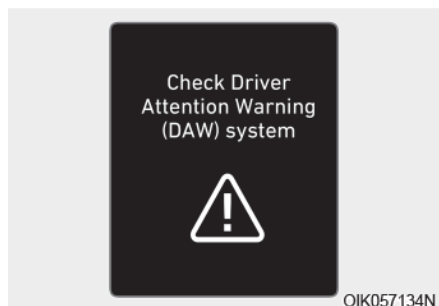 Check Driver
Attention Warning
(DAW) system
OIK057134N